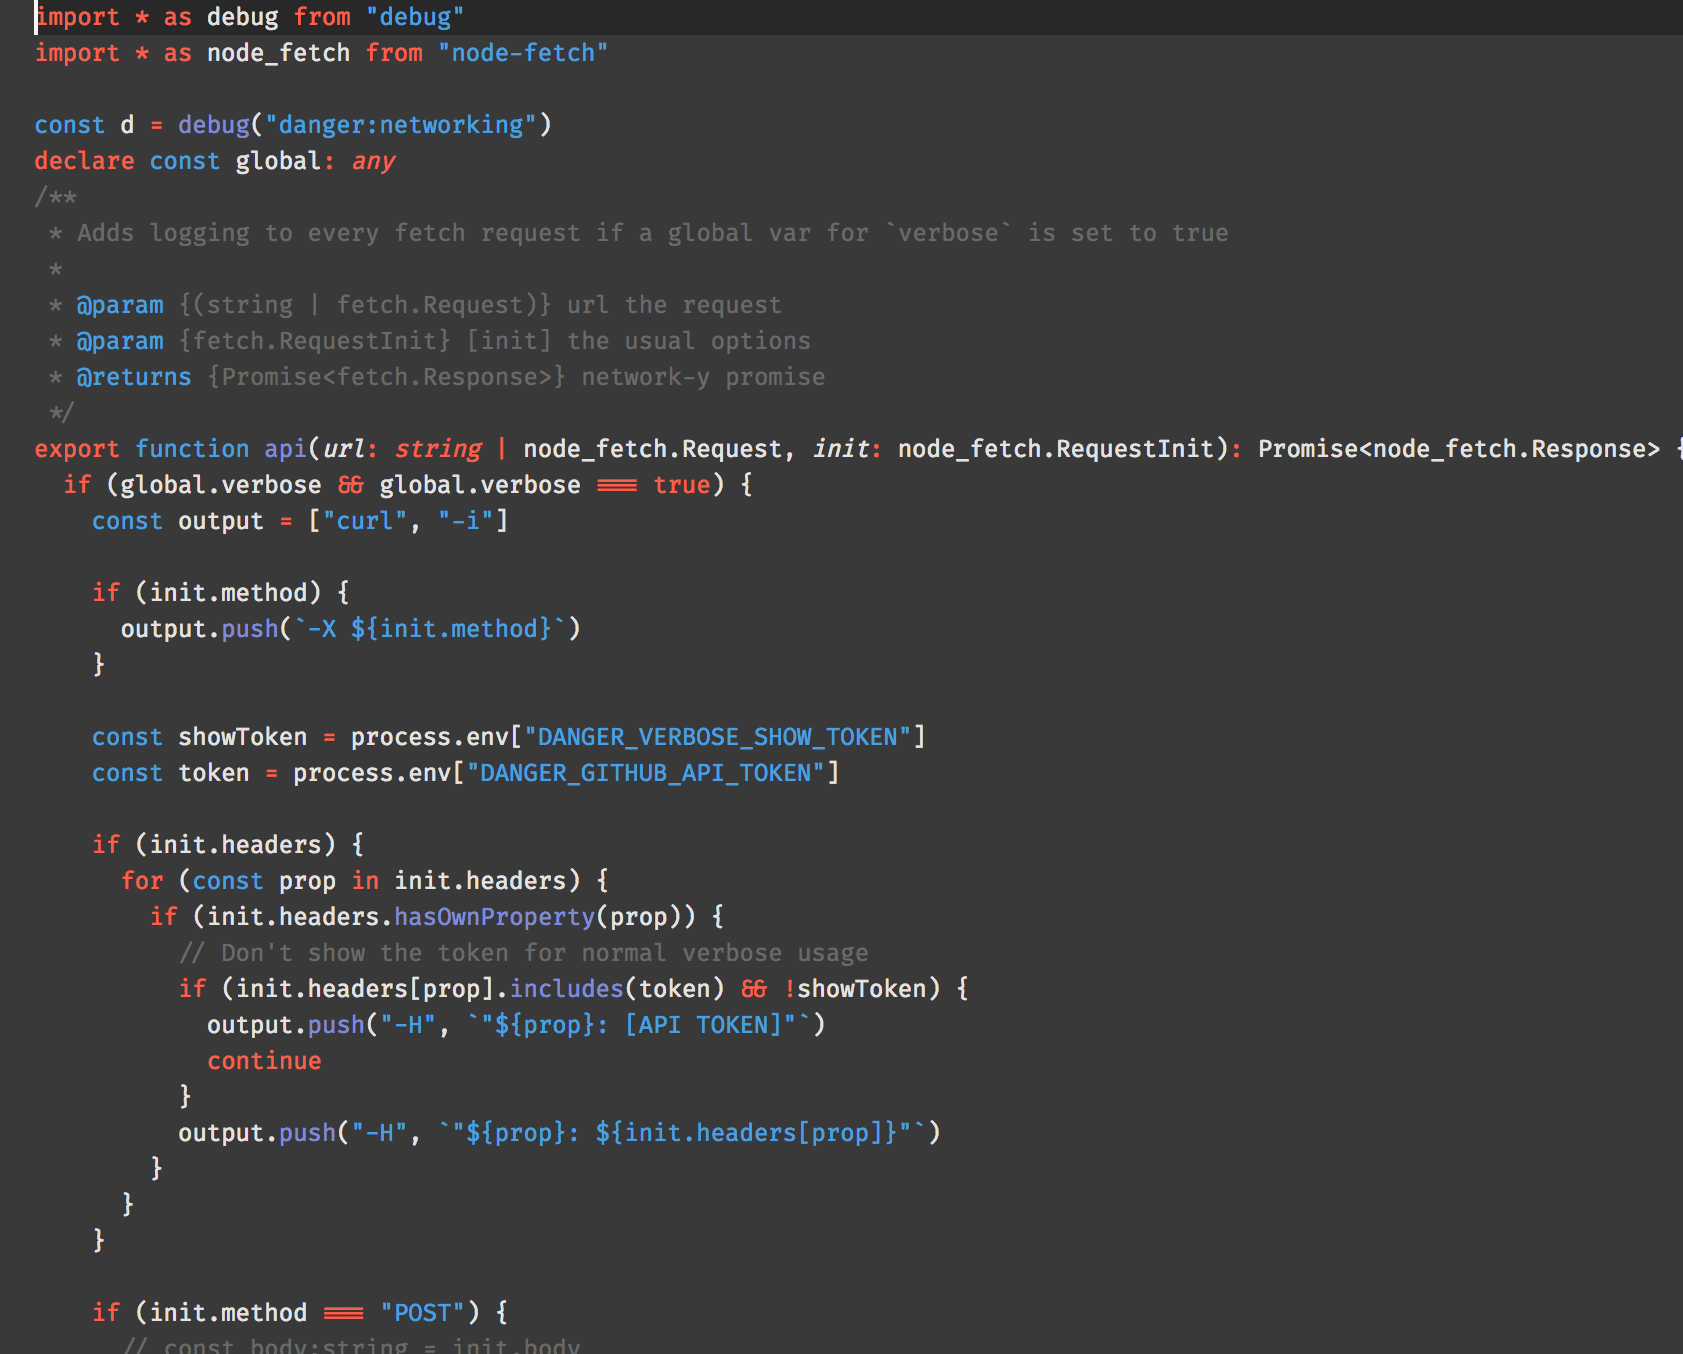 import * as debug from "debug"
import * as node_fetch from "node-fetch"

const d = debug("danger:networking")
declare const global: any
/**
 * Adds logging to every fetch request if a global var for `verbose` is set to true
 *
 * @param {(string | fetch.Request)} url the request
 * @param {fetch.RequestInit} [init] the usual options
 * @returns {Promise<fetch.Response>} network-y promise
 */
export function api(url: string | node_fetch.Request, init: node_fetch.RequestInit): Promise<node_fetch.Response> {
  if (global.verbose && global.verbose === true) {
    const output = ["curl", "-i"]

    if (init.method) {
      output.push(`-X ${init.method}`)
    }

    const showToken = process.env["DANGER_VERBOSE_SHOW_TOKEN"]
    const token = process.env["DANGER_GITHUB_API_TOKEN"]

    if (init.headers) {
      for (const prop in init.headers) {
        if (init.headers.hasOwnProperty(prop)) {
          // Don't show the token for normal verbose usage
          if (init.headers[prop].includes(token) && !showToken) {
            output.push("-H", `"${prop}: [API TOKEN]"`)
            continue
          }
          output.push("-H", `"${prop}: ${init.headers[prop]}"`)
        }
      }
    }

    if (init.method === "POST") {
      // const body:string = init.body